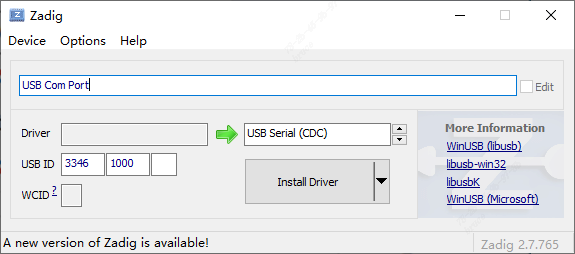 Zadig
Device Options Help
USB Com Port
Edit
Driver
USB Serial (CDC)
USB ID 3346 1000
WCID ?
Install Driver
More Information
WinUSB (libusb)
libusb-win32
libusbK
WinUSB (Microsoft)
A new version of Zadig is available!
Zadig 2.7.765